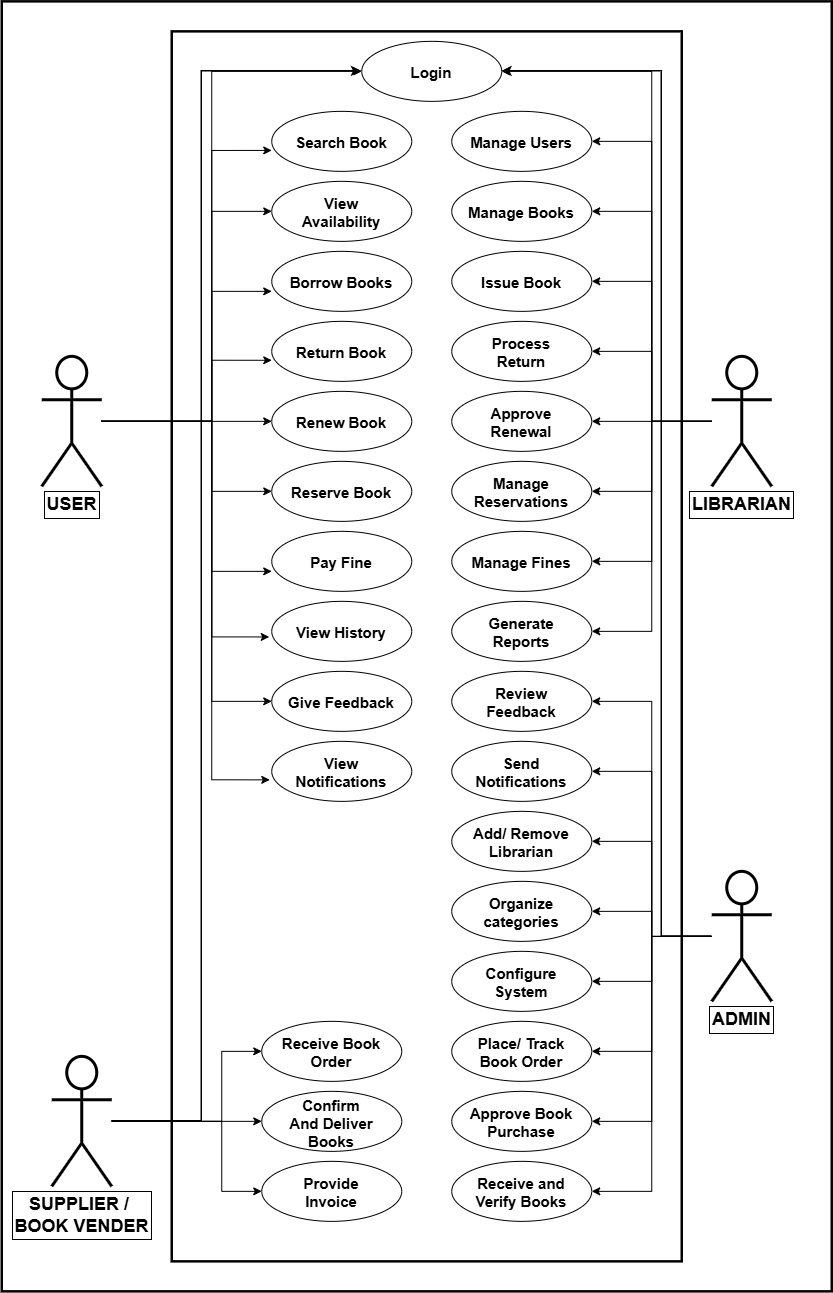 Login
Search Book
Manage Users
View
Availability
Manage Books
Borrow Books
Issue Book
Return Book
Process
Return
Renew Book
Approve
Renewal
USER
LIBRARIAN
Reserve Book
Manage
Reservations
Pay Fine
Manage Fines
View History
Generate
Reports
Give Feedback
Review
Feedback
View
Notifications
Send
Notifications
Add/ Remove
Librarian
Organize
categories
Configure
System
ADMIN
Receive Book
Order
Place/ Track
Book Order
Confirm
And Deliver
Books
Approve Book
Purchase
Provide
Invoice
Receive and
Verify Books
SUPPLIER /
BOOK VENDER